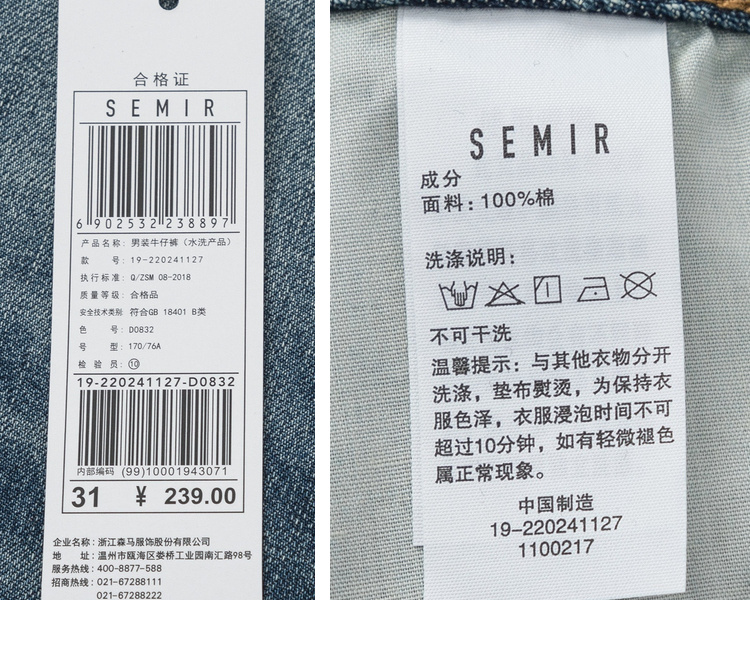 合格证
SEMIR
6 902532 238897
产品名称: 男装牛仔裤（水洗产品）
款 号: 19-220241127
执行标准: Q/ZSM 08-2018
质量等级: 合格品
安全技术类别 符合GB 18401 B类
色 号: D0832
号 型: 170/76A
检 验 员: ⑩
19-220241127-D0832
内部编码 (99)10001943071
31 ¥ 239.00
企业名称: 浙江森马服饰股份有限公司
地 址: 温州市瓯海区娄桥工业园南汇路98号
服务热线: 400-8877-588
招商热线: 021-67288111
021-67288222
SEMIR
成分
面料: 100%棉
洗涤说明:
不可干洗
温馨提示: 与其他衣物分开
洗涤, 垫布熨烫, 为保持衣
服色泽, 衣服浸泡时间不可
超过10分钟, 如有轻微褪色
属正常现象。
中国制造
19-220241127
1100217